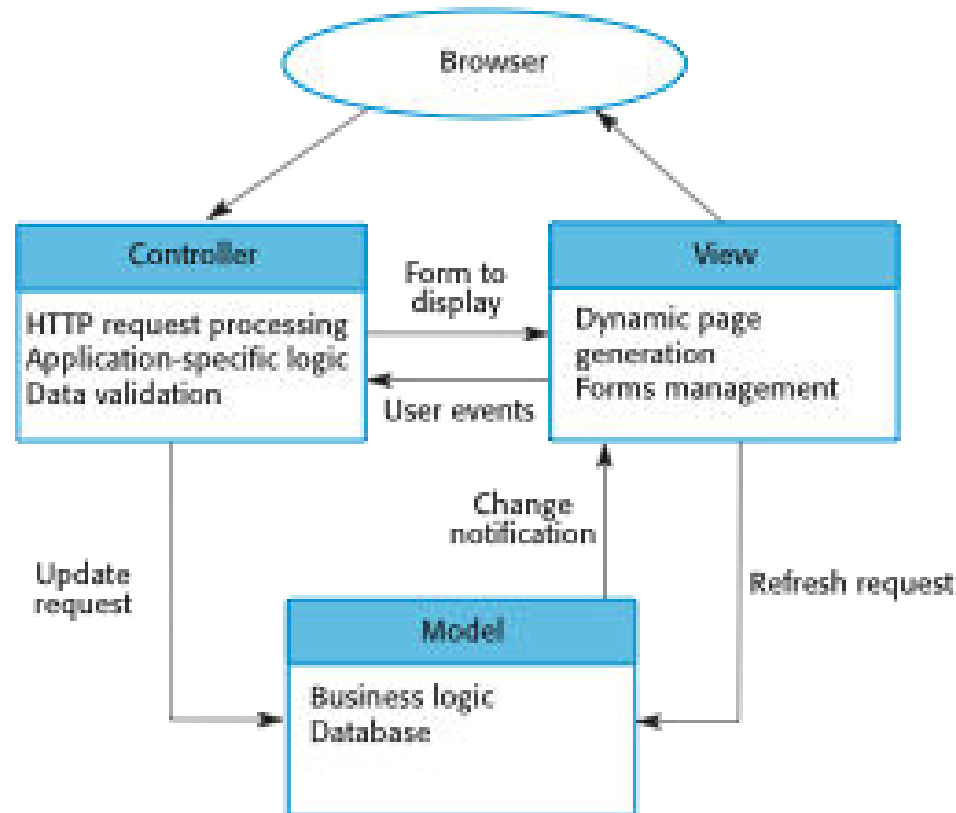 Browser
Controller
HTTP request processing
Application-specific logic
Data validation
Form to
display
User events
View
Dynamic page
generation
Forms management
Update
request
Change
notification
Refresh request
Model
Business logic
Database